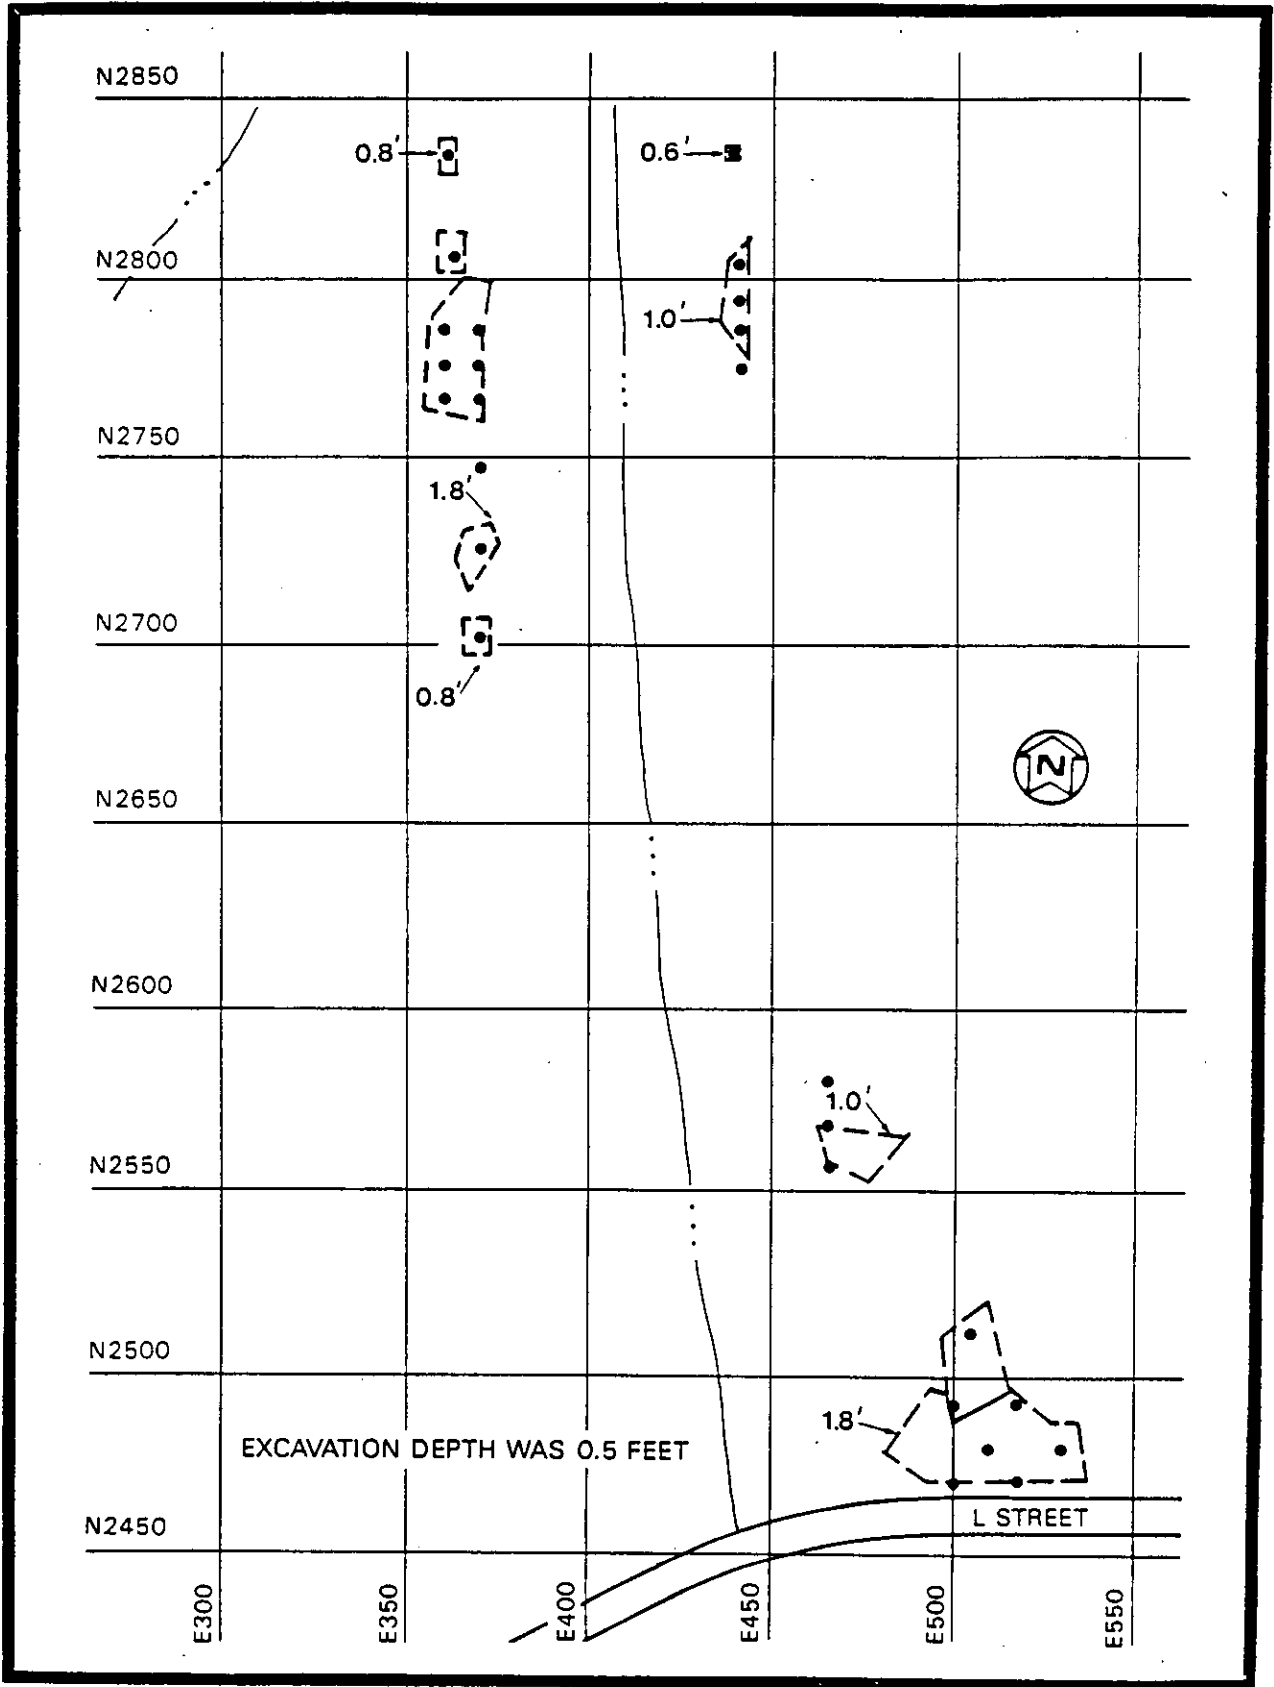 N2850
0.8'
0.6'
N2800
1.0'
N2750
1.8'
N2700
0.8'
N
N2650
N2600
1.0'
N2550
N2500
1.8'
EXCAVATION DEPTH WAS 0.5 FEET
L STREET
N2450
E300
E350
E400
E450
E500
E550